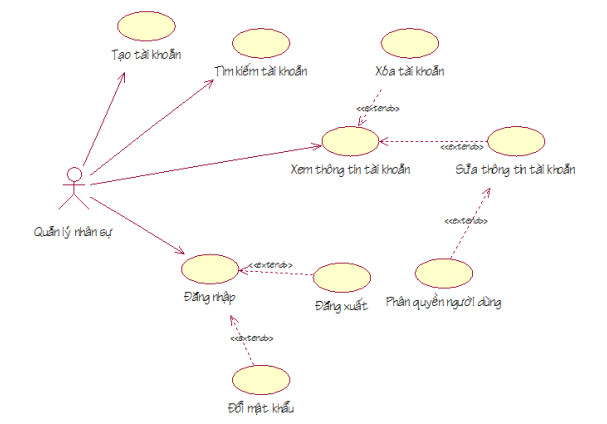 Tạo tài khoản
Tìm kiếm tài khoản
Xóa tài khoản
<<extend>>
<<extend>>
Xem thông tin tài khoản
Sửa thông tin tài khoản
<<extend>>
Quản lý nhân sự
<<extend>>
Đăng nhập
Đăng xuất
Phân quyền người dùng
<<extend>>
Đổi mật khẩu